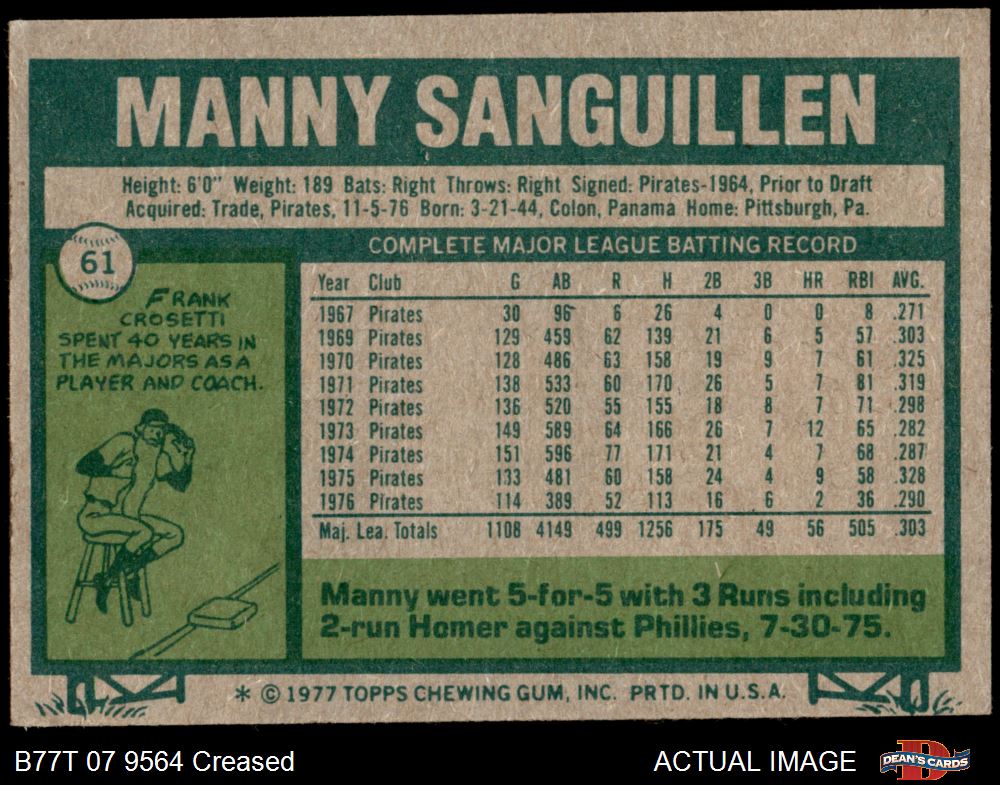 MANNY SANGUILLEN
Height: 6'0" Weight: 189 Bats: Right Throws: Right Signed: Pirates-1964, Prior to Draft
Acquired: Trade, Pirates, 11-5-76 Born: 3-21-44, Colon, Panama Home: Pittsburgh, Pa.
61
FRANK
CROSETTI
SPENT 40 YEARS IN
THE MAJORS AS A
PLAYER AND COACH.
COMPLETE MAJOR LEAGUE BATTING RECORD
Year Club G AB R H 2B 3B HR RBI AVG.
1967 Pirates 30 96 6 26 4 0 0 8 .271
1969 Pirates 129 459 62 139 21 6 5 57 .303
1970 Pirates 128 486 63 158 19 9 7 61 .325
1971 Pirates 138 533 60 170 26 5 7 81 .319
1972 Pirates 136 520 55 155 18 8 7 71 .298
1973 Pirates 149 589 64 166 26 7 12 65 .282
1974 Pirates 151 596 77 171 21 4 7 68 .287
1975 Pirates 133 481 60 158 24 4 9 58 .328
1976 Pirates 114 389 52 113 16 6 2 36 .290
Maj. Lea. Totals 1108 4149 499 1256 175 49 56 505 .303
Manny went 5-for-5 with 3 Runs including
2-run Homer against Phillies, 7-30-75.
* © 1977 TOPPS CHEWING GUM, INC. PRTD. IN U.S.A.
B77T 07 9564 Creased
ACTUAL IMAGE
D
DEAN'S CARDS